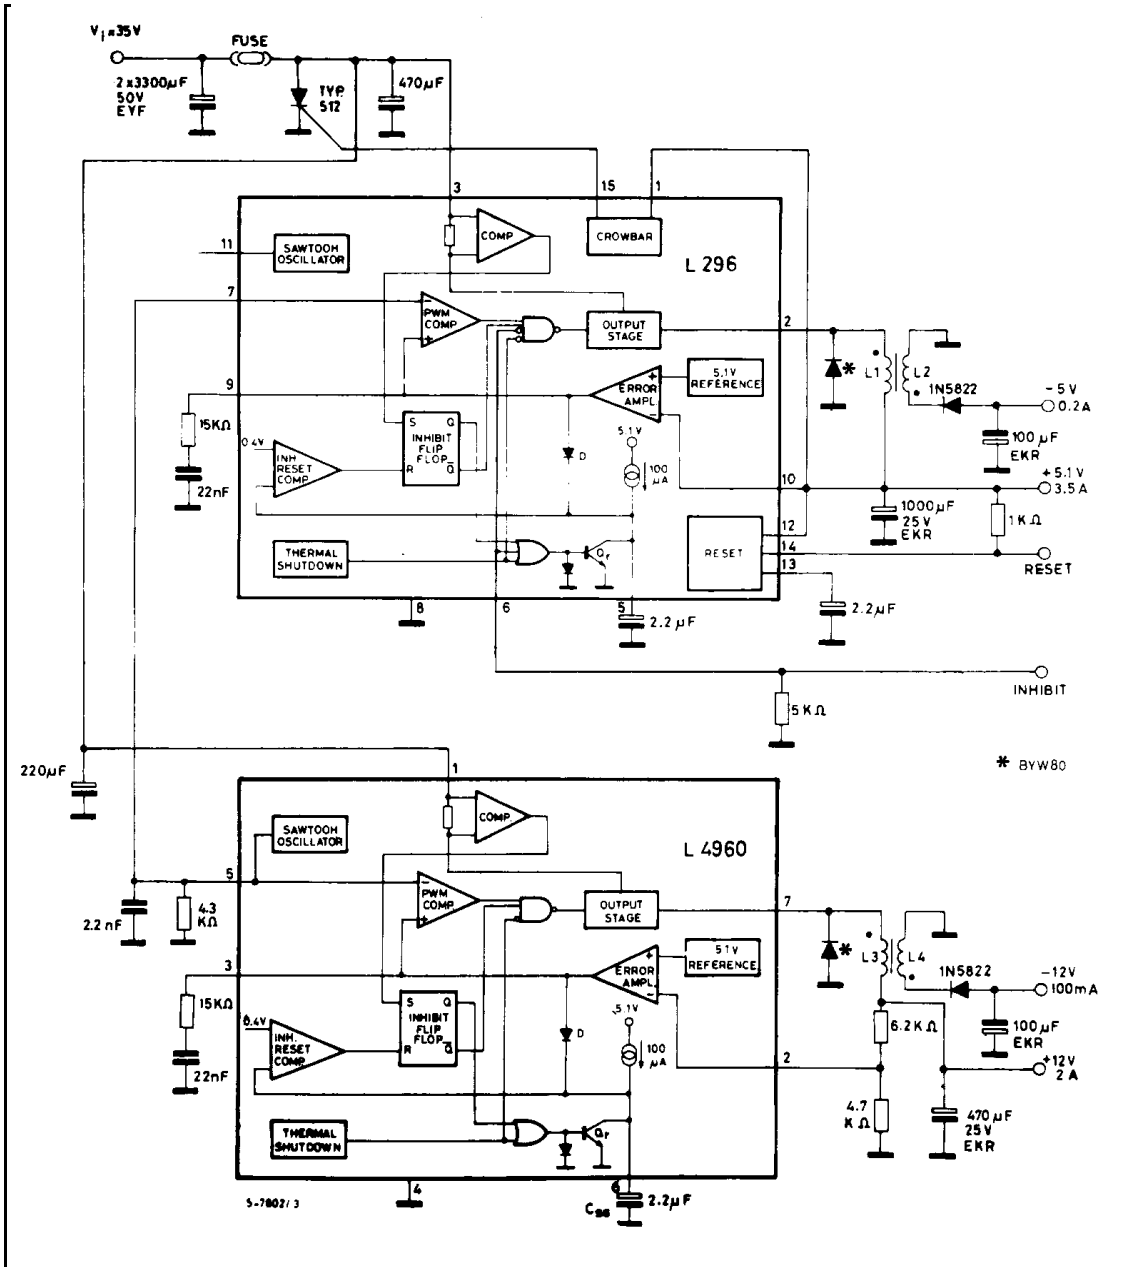 Vi=35V
FUSE
2x3300µF
50V
EYF
TYP.
512
470µF
3
15
1
COMP
CROWBAR
L 296
11
SAWTOOH
OSCILLATOR
7
PWM
COMP
OUTPUT
STAGE
2
*
L1
L2
1N5822
-5V
0.2A
100µF
EKR
9
ERROR
AMPL.
5.1V
REFERENCE
15KΩ
22nF
0.4V
INH.
RESET
COMP
S
Q
INHIBIT
FLIP
FLOP
R
Q
D
5.1V
100
µA
10
+5.1V
3.5A
1000µF
25V
EKR
1KΩ
RESET
12
14
13
RESET
THERMAL
SHUTDOWN
Qr
8
6
5
2.2µF
2.2µF
INHIBIT
5KΩ
* BYW80
220µF
1
COMP.
L 4960
SAWTOOH
OSCILLATOR
5
PWM
COMP.
OUTPUT
STAGE
7
*
L3
L4
1N5822
-12V
100mA
100µF
EKR
2.2nF
4.3
KΩ
3
ERROR
AMPL.
5.1V
REFERENCE
15KΩ
22nF
0.4V
INH.
RESET
COMP.
S
Q
INHIBIT
FLIP
FLOP
R
Q
D
5.1V
100
µA
6.2KΩ
2
+12V
2A
4.7
KΩ
470µF
25V
EKR
THERMAL
SHUTDOWN
Qr
S-7802/3
4
6
Css
2.2µF